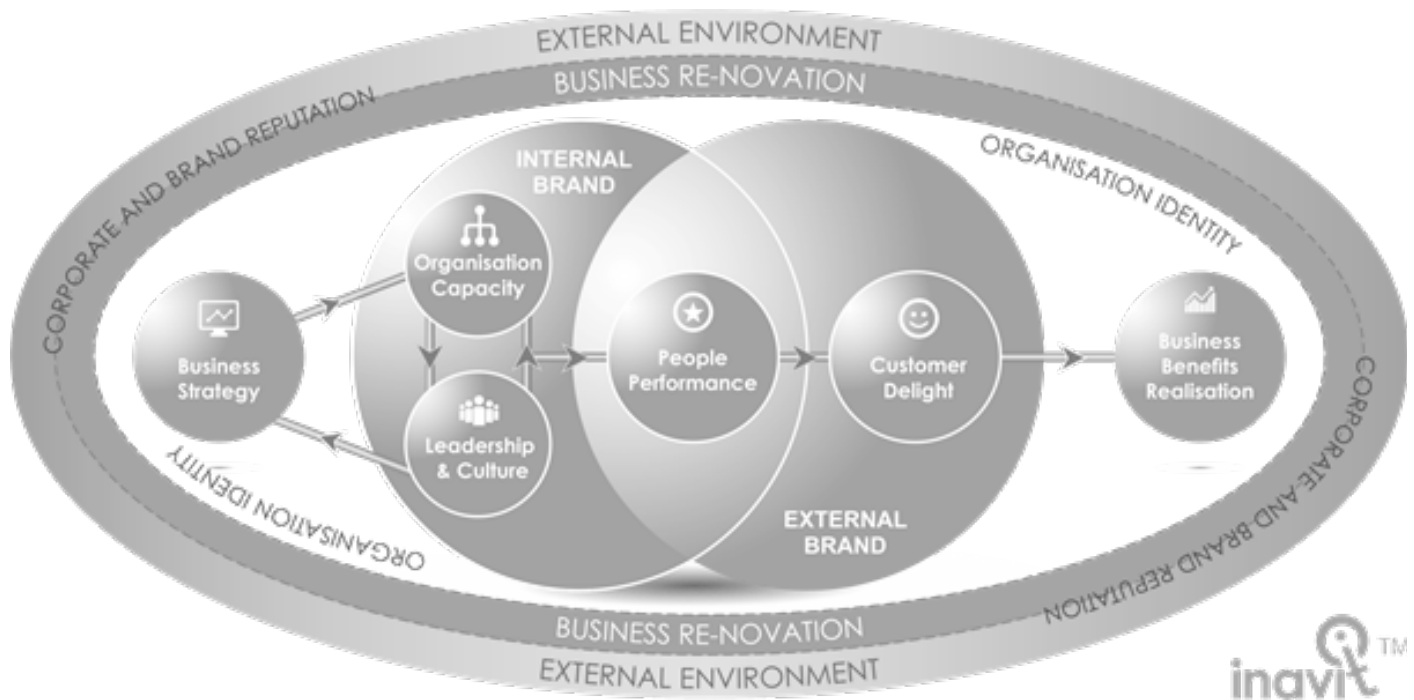 EXTERNAL ENVIRONMENT
BUSINESS RE-NOVATION
CORPORATE AND BRAND REPUTATION
ORGANISATION IDENTITY
INTERNAL
BRAND
Organisation
Capacity
Business
Strategy
Leadership
& Culture
People
Performance
Customer
Delight
Business
Benefits
Realisation
EXTERNAL
BRAND
ORGANISATION IDENTITY
CORPORATE AND BRAND REPUTATION
BUSINESS RE-NOVATION
EXTERNAL ENVIRONMENT
inavit TM